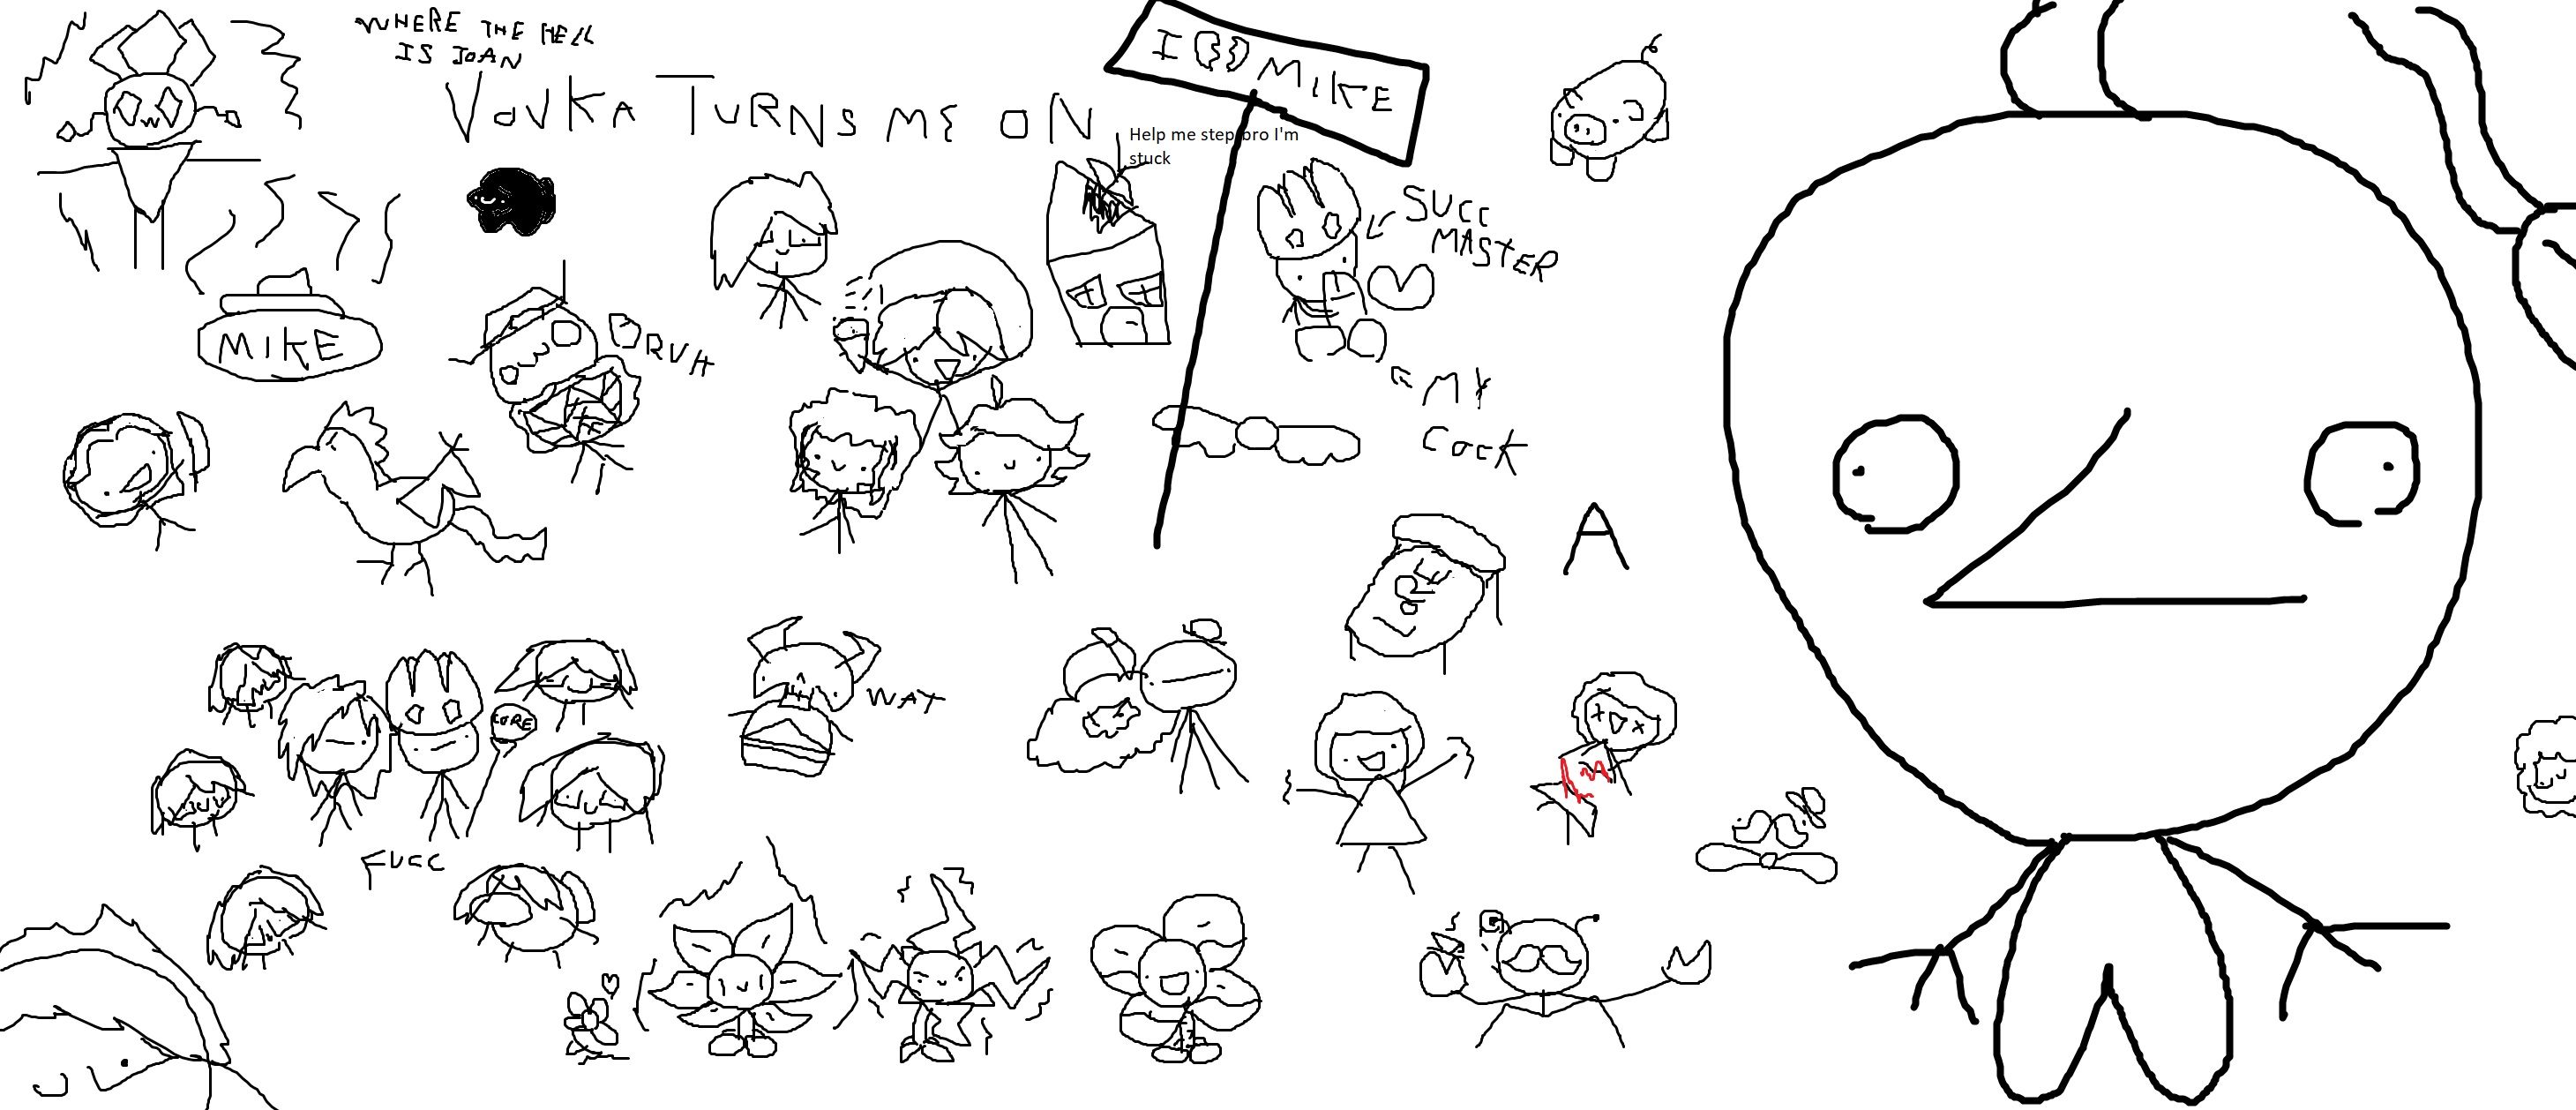 WHERE THE HELL
IS JOAN
VODKA TURNS ME ON
I MIKE
Help me step bro I'm
stuck
SUCC
MASTER
MIKE
BRUH
MY
COCK
A
CORE
WAT
FUCC